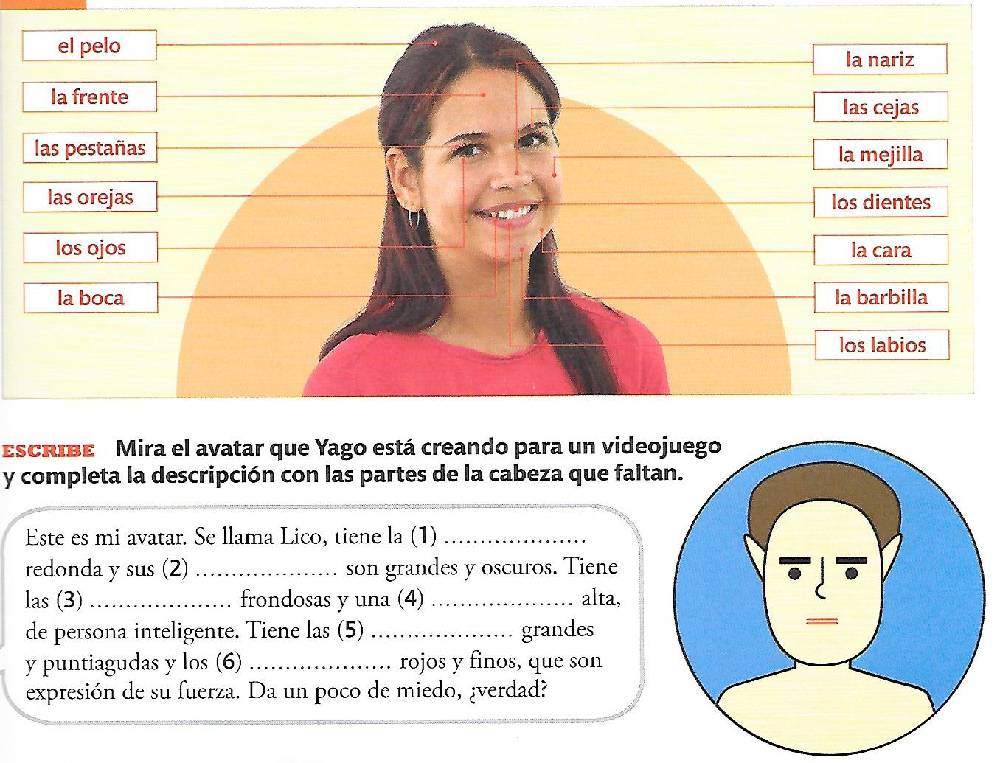 el pelo
la frente
las pestañas
las orejas
los ojos
la boca
la nariz
las cejas
la mejilla
los dientes
la cara
la barbilla
los labios
ESCRIBE Mira el avatar que Yago está creando para un videojuego
y completa la descripción con las partes de la cabeza que faltan.
Este es mi avatar. Se llama Lico, tiene la (1) ....................
redonda y sus (2) .................... son grandes y oscuros. Tiene
las (3) .................... frondosas y una (4) .................... alta,
de persona inteligente. Tiene las (5) .................... grandes
y puntiagudas y los (6) .................... rojos y finos, que son
expresión de su fuerza. Da un poco de miedo, ¿verdad?